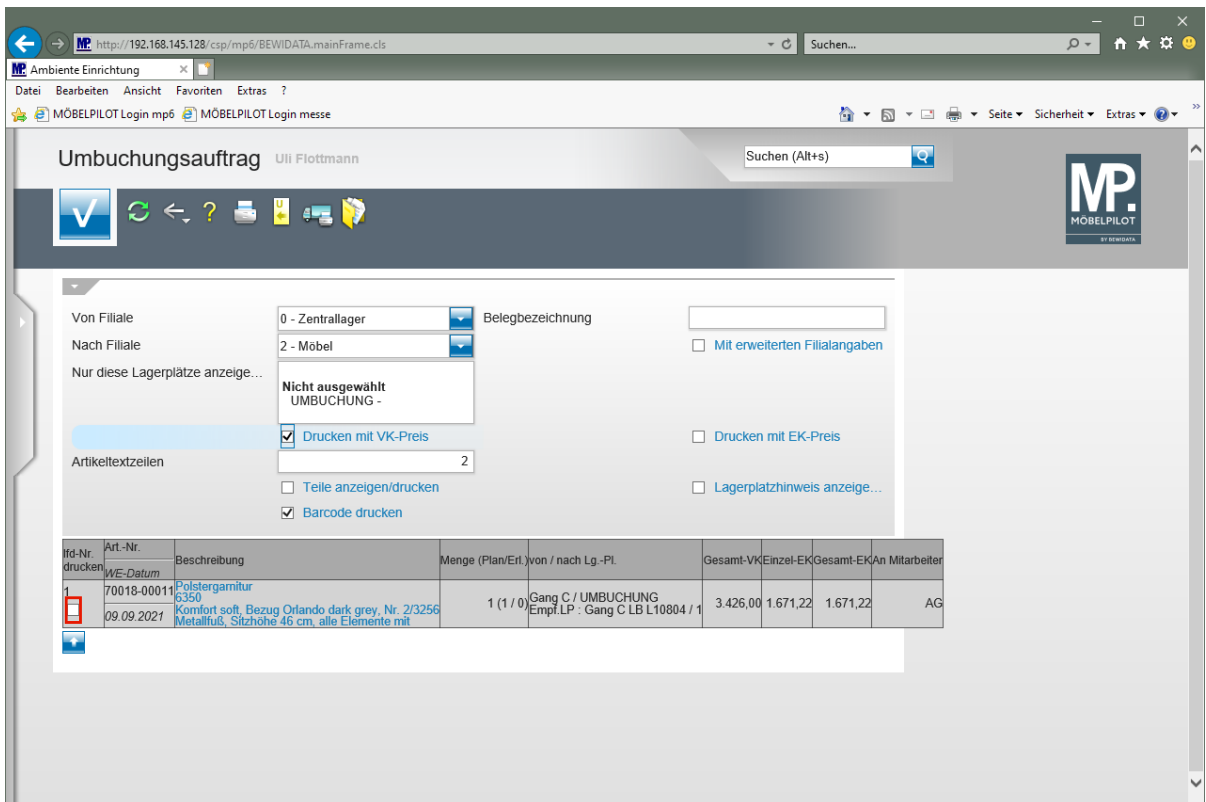 http://192.168.145.128/csp/mp6/BEWIDATA.mainFrame.cls
Suchen...
MP. Ambiente Einrichtung
Datei Bearbeiten Ansicht Favoriten Extras ?
MÖBELPILOT Login mp6 MÖBELPILOT Login messe
Seite Sicherheit Extras
Umbuchungsauftrag Uli Flottmann
Suchen (Alt+s)
MP.
MÖBELPILOT
BY BEWIDATA
Von Filiale 0 - Zentrallager Belegbezeichnung
Nach Filiale 2 - Möbel Mit erweiterten Filialangaben
Nur diese Lagerplätze anzeige...
Nicht ausgewählt
UMBUCHUNG -
Drucken mit VK-Preis Drucken mit EK-Preis
Artikeltextzeilen 2
Teile anzeigen/drucken Lagerplatzhinweis anzeige...
Barcode drucken
lfd-Nr. drucken Art.-Nr. WE-Datum Beschreibung Menge (Plan/Erl.) von / nach Lg.-Pl. Gesamt-VK Einzel-EK Gesamt-EK An Mitarbeiter
1 70018-00011 Polstergarnitur
6350
Komfort soft, Bezug Orlando dark grey, Nr. 2/3256
Metallfuß, Sitzhöhe 46 cm, alle Elemente mit
09.09.2021
1 (1 / 0) Gang C / UMBUCHUNG
Empf.LP : Gang C LB L10804 / 1
3.426,00 1.671,22 1.671,22 AG